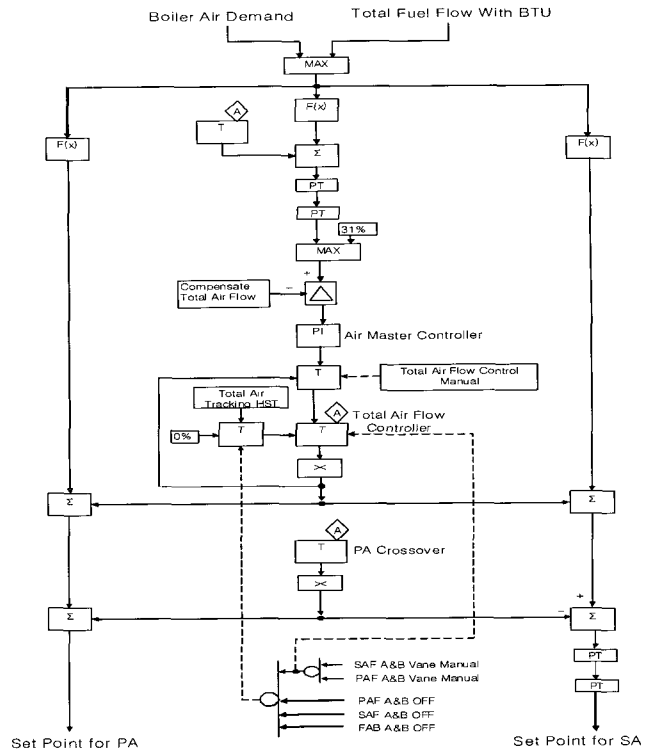 Boiler Air Demand
Total Fuel Flow With BTU
MAX
F(x)
F(x)
F(x)
A
T
Σ
PT
PT
31%
MAX
+
Compensate
Total Air Flow
−
△
PI
Air Master Controller
T
Total Air Flow Control
Manual
Total Air
Tracking HST
A
Total Air Flow
Controller
0%
T
T
><
Σ
Σ
A
T
PA Crossover
><
+
−
Σ
Σ
PT
SAF A&B Vane Manual
PAF A&B Vane Manual
PT
PAF A&B OFF
SAF A&B OFF
FAB A&B OFF
Set Point for PA
Set Point for SA